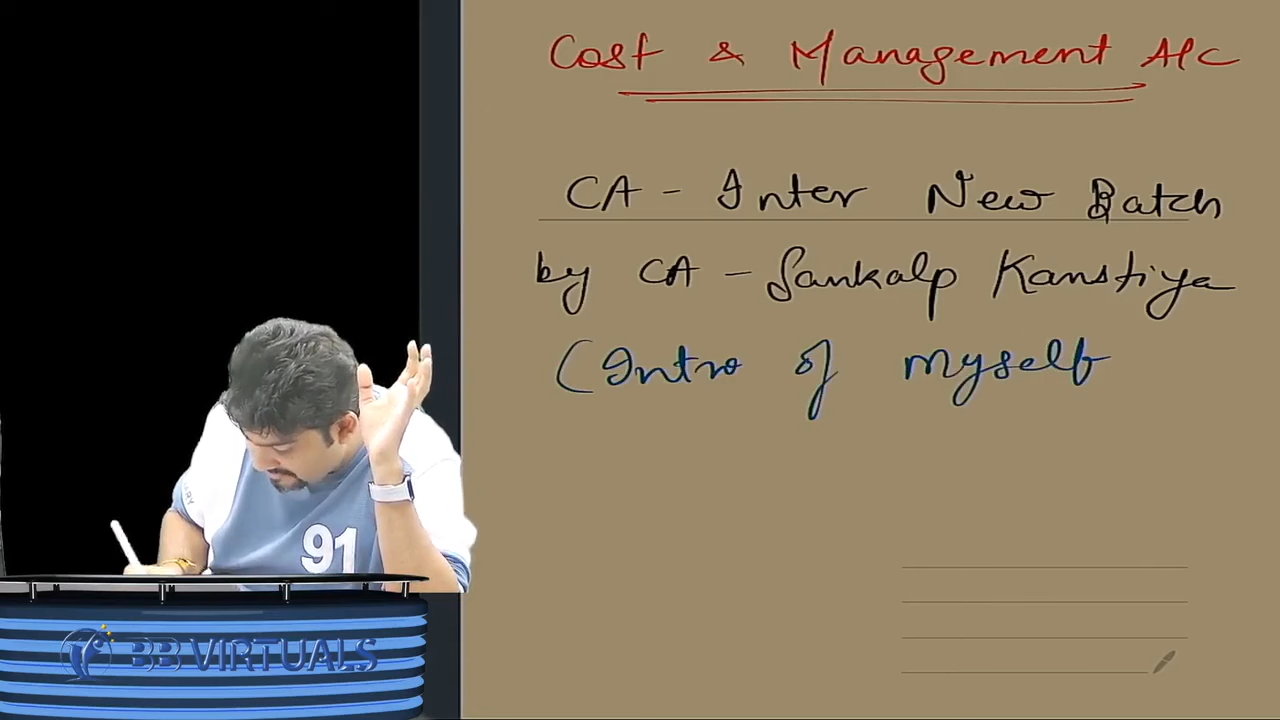 Cost & Management A/c
CA - Inter New Batch
by CA - Sankalp Kanstiya
(Intro of myself
91
BB VIRTUALS